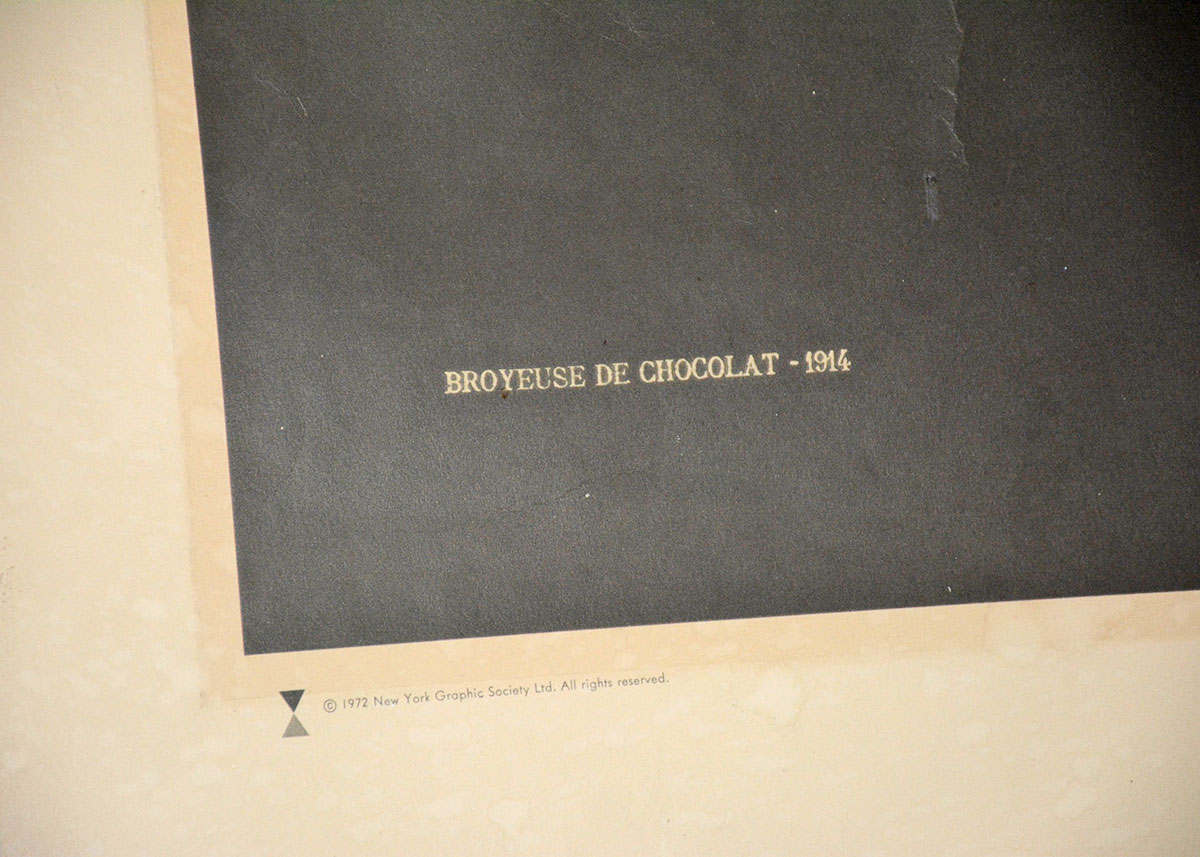 BROYEUSE DE CHOCOLAT - 1914
© 1972 New York Graphic Society Ltd. All rights reserved.